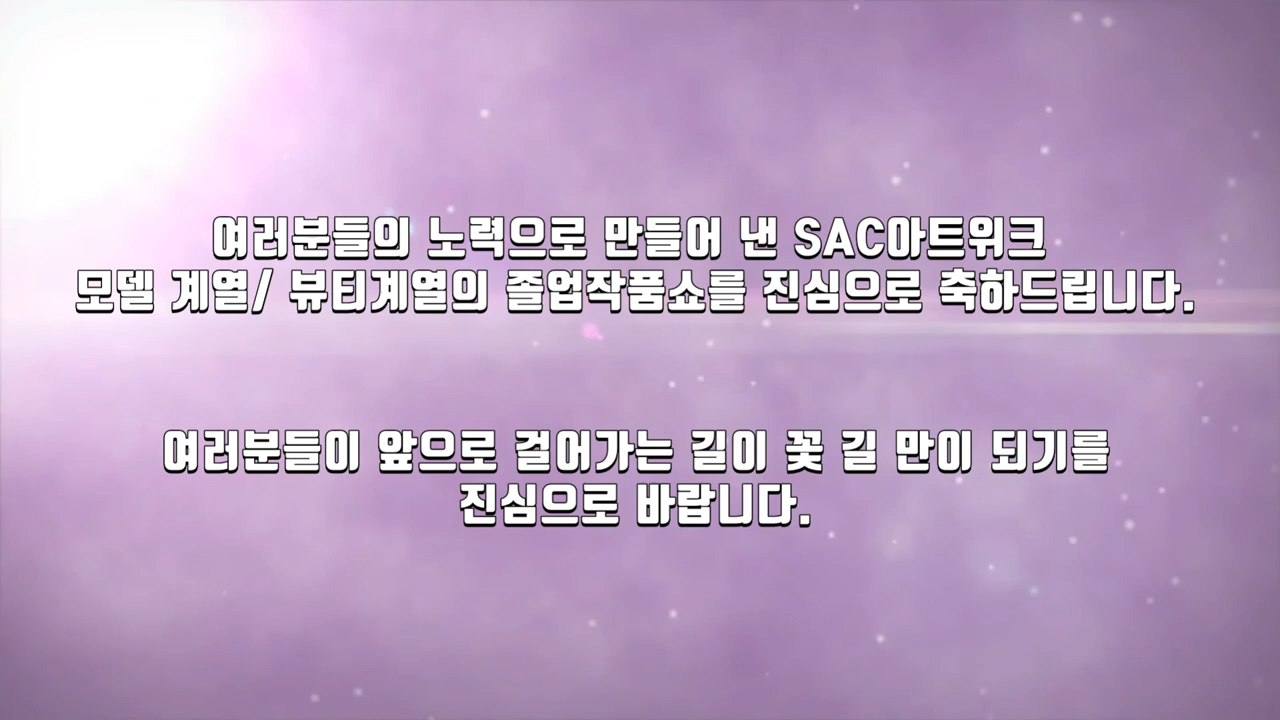 여러분들의 노력으로 만들어 낸 SAC아트위크
모델 계열/ 뷰티계열의 졸업작품쇼를 진심으로 축하드립니다.
여러분들이 앞으로 걸어가는 길이 꽃 길 만이 되기를
진심으로 바랍니다.